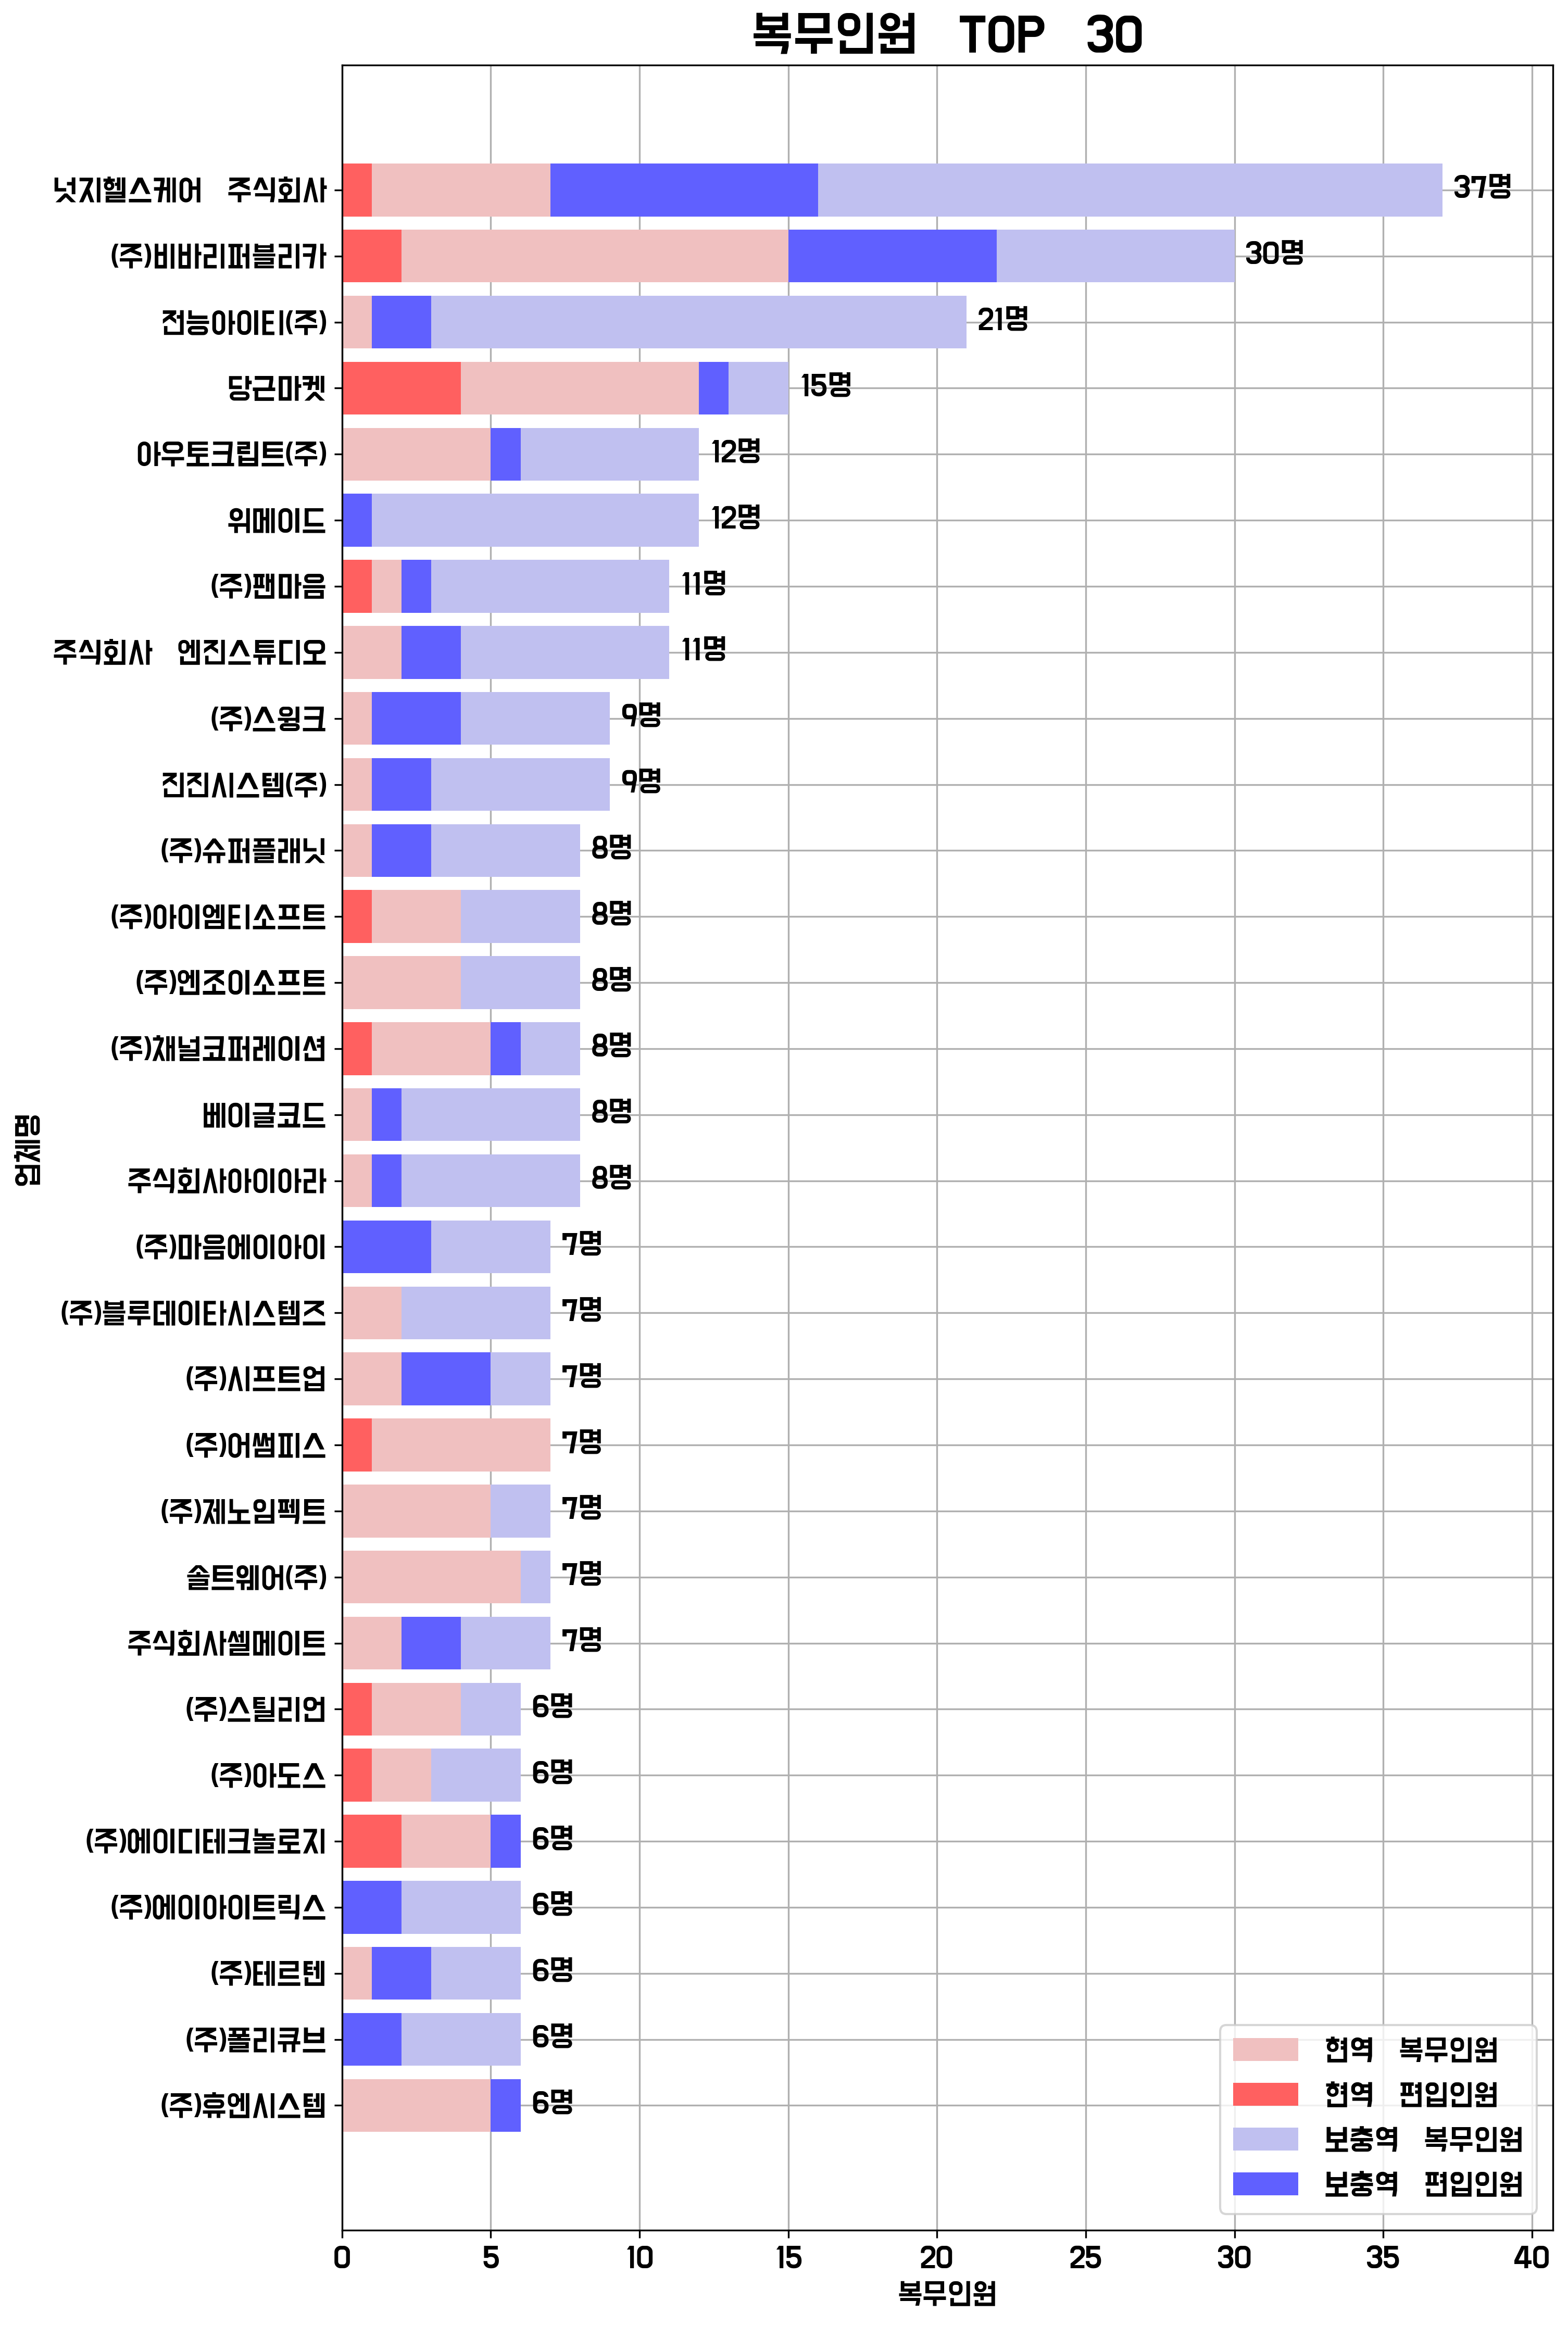 복무인원 TOP 30
넛지헬스케어 주식회사 37명
(주)비바리퍼블리카 30명
전능아이티(주) 21명
당근마켓 15명
아우토크립트(주) 12명
위메이드 12명
(주)팬마음 11명
주식회사 엔진스튜디오 11명
(주)스윙크 9명
진진시스템(주) 9명
(주)슈퍼플래닛 8명
(주)아이엠티소프트 8명
(주)엔조이소프트 8명
(주)채널코퍼레이션 8명
베이글코드 8명
주식회사아이아라 8명
(주)마음에이아이 7명
(주)블루데이타시스템즈 7명
(주)시프트업 7명
(주)어썸피스 7명
(주)제노임펙트 7명
솔트웨어(주) 7명
주식회사셀메이트 7명
(주)스틸리언 6명
(주)아도스 6명
(주)에이디테크놀로지 6명
(주)에이아이트릭스 6명
(주)테르텐 6명
(주)폴리큐브 6명
(주)휴엔시스템 6명
업체명
현역 복무인원
현역 편입인원
보충역 복무인원
보충역 편입인원
0 5 10 15 20 25 30 35 40
복무인원